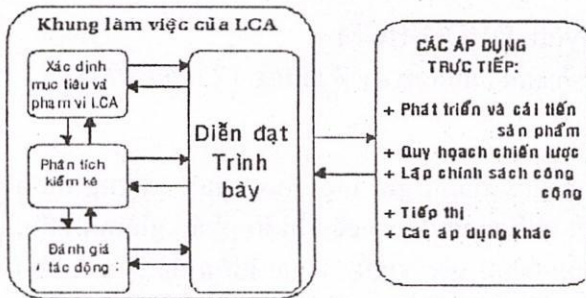 Khung làm việc của LCA
Xác định
mục tiêu và
phạm vi LCA
Phân tích
kiểm kê
Đánh giá
tác động
Diễn đạt
Trình
bày
CÁC ÁP DỤNG
TRỰC TIẾP:
+ Phát triển và cải tiến
sản phẩm
+ Quy hoạch chiến lược
+ Lập chính sách công
cộng
+ Tiếp thị
+ Các áp dụng khác